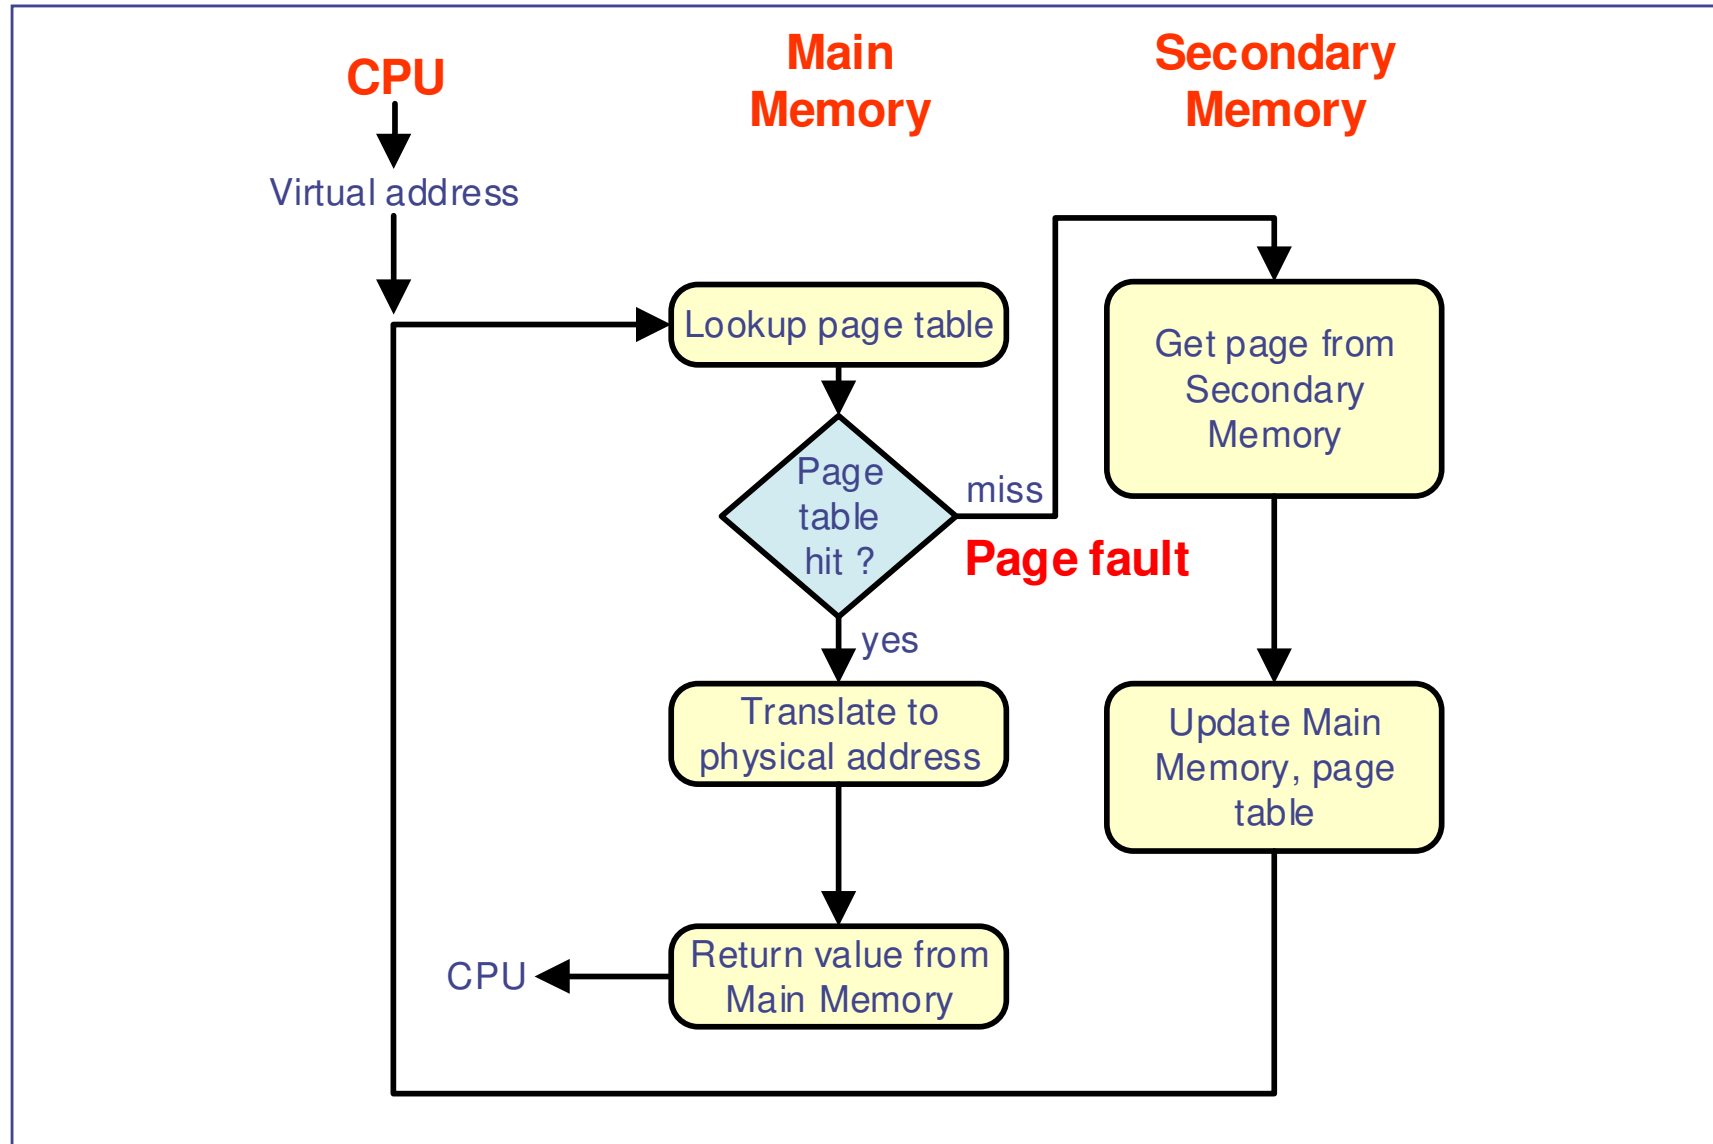 CPU
Main
Memory
Secondary
Memory
Virtual address
Lookup page table
Page
table
hit ?
miss
Page fault
yes
Translate to
physical address
Return value from
Main Memory
CPU
Get page from
Secondary
Memory
Update Main
Memory, page
table